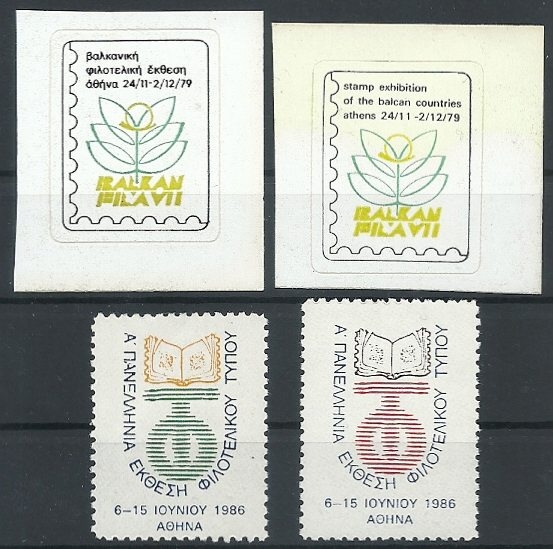 βαλκανική
φιλοτελική έκθεση
άθήνα 24/11-2/12/79
BALKAN
FILA VII
stamp exhibition
of the balcan countries
athens 24/11 -2/12/79
BALKAN
FILA VII
Α' ΠΑΝΕΛΛΗΝΙΑ ΕΚΘΕΣΗ ΦΙΛΟΤΕΛΙΚΟΥ ΤΥΠΟΥ
6-15 ΙΟΥΝΙΟΥ 1986
ΑΘΗΝΑ
Α' ΠΑΝΕΛΛΗΝΙΑ ΕΚΘΕΣΗ ΦΙΛΟΤΕΛΙΚΟΥ ΤΥΠΟΥ
6-15 ΙΟΥΝΙΟΥ 1986
ΑΘΗΝΑ